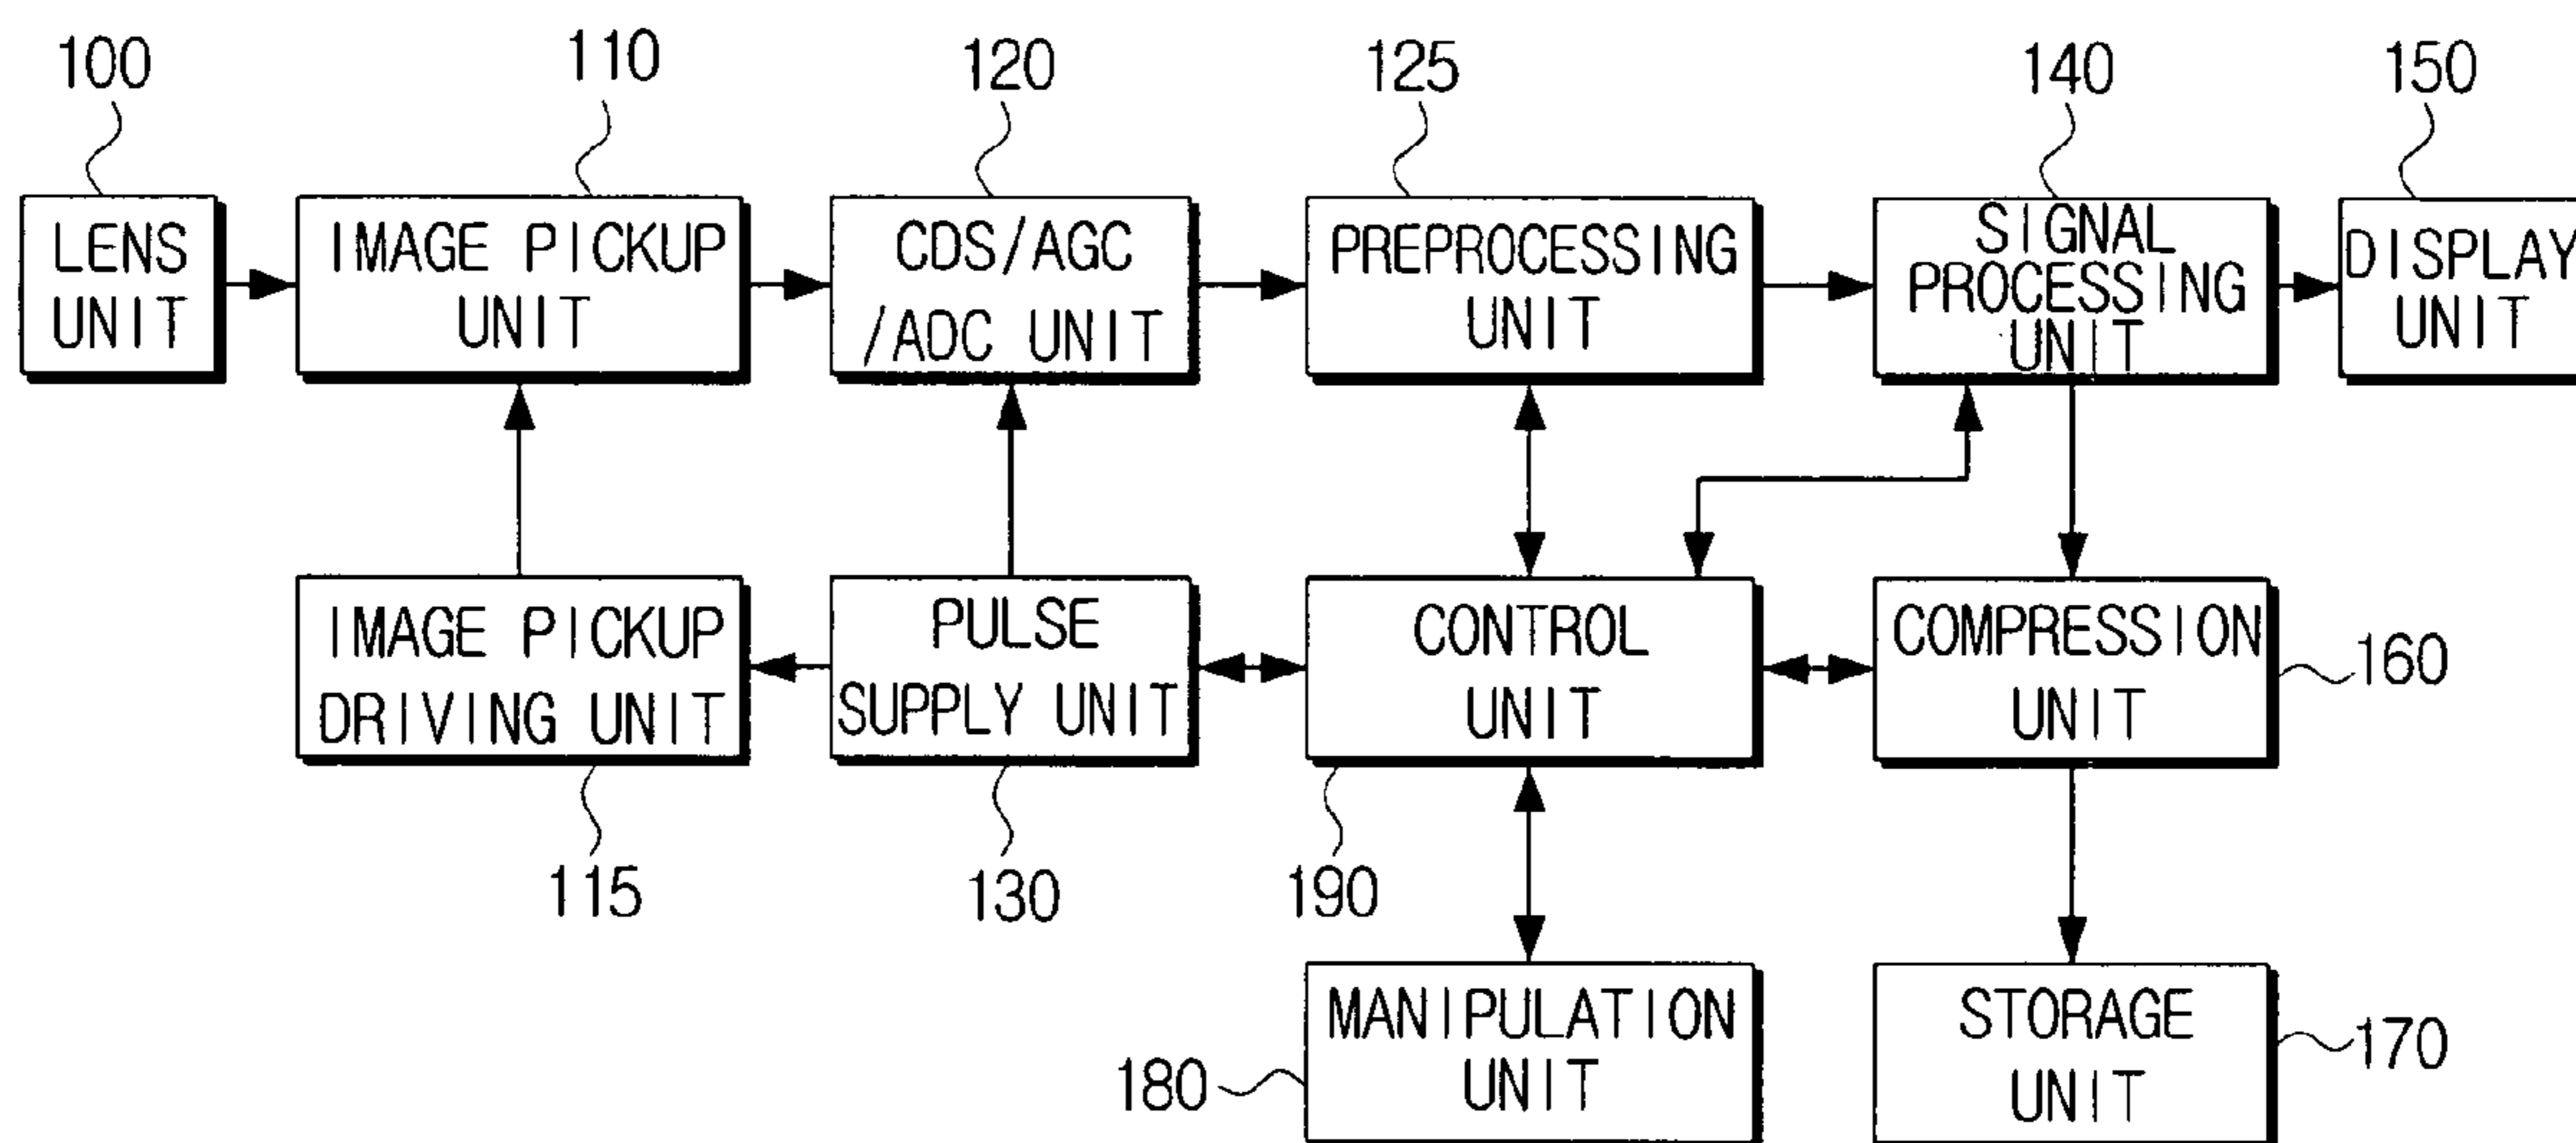 100
110
120
125
140
150
LENS
UNIT
IMAGE PICKUP
UNIT
CDS/AGC
/ADC UNIT
PREPROCESSING
UNIT
SIGNAL
PROCESSING
UNIT
DISPLAY
UNIT
IMAGE PICKUP
DRIVING UNIT
PULSE
SUPPLY UNIT
CONTROL
UNIT
COMPRESSION
UNIT
160
115
130
190
MANIPULATION
UNIT
180
STORAGE
UNIT
170